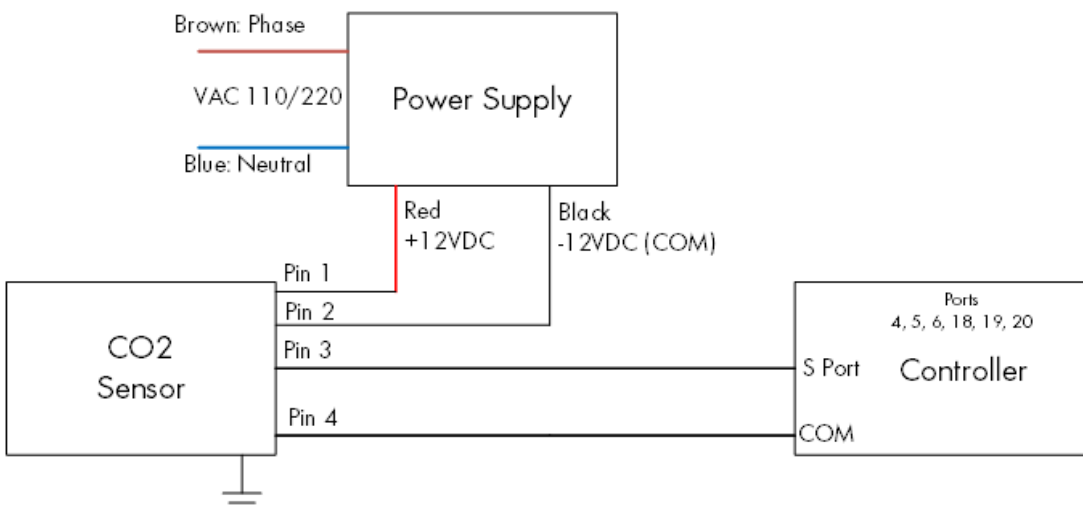 Brown: Phase
VAC 110/220
Power Supply
Blue: Neutral
Red
+12VDC
Black
-12VDC (COM)
Pin 1
Pin 2
Pin 3
Pin 4
CO2
Sensor
Ports
4, 5, 6, 18, 19, 20
S Port
Controller
COM